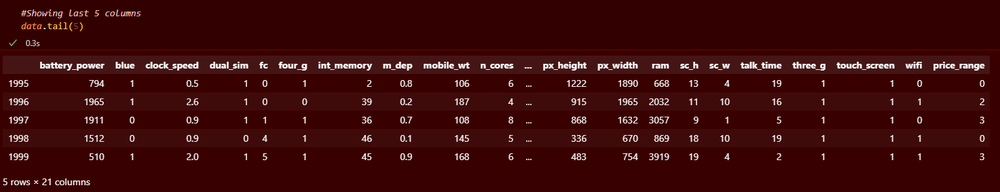 #Showing last 5 columns
data.tail(5)
0.3s
battery_power blue clock_speed dual_sim fc four_g int_memory m_dep mobile_wt n_cores ... px_height px_width ram sc_h sc_w talk_time three_g touch_screen wifi price_range
1995 794 1 0.5 1 0 1 2 0.8 106 6 ... 1222 1890 668 13 4 19 1 1 0 0
1996 1965 1 2.6 1 0 0 39 0.2 187 4 ... 915 1965 2032 11 10 16 1 1 1 2
1997 1911 0 0.9 1 1 1 36 0.7 108 8 ... 868 1632 3057 9 1 5 1 1 0 3
1998 1512 0 0.9 0 4 1 46 0.1 145 5 ... 336 670 869 18 10 19 1 1 1 0
1999 510 1 2.0 1 5 1 45 0.9 168 6 ... 483 754 3919 19 4 2 1 1 1 3
5 rows × 21 columns